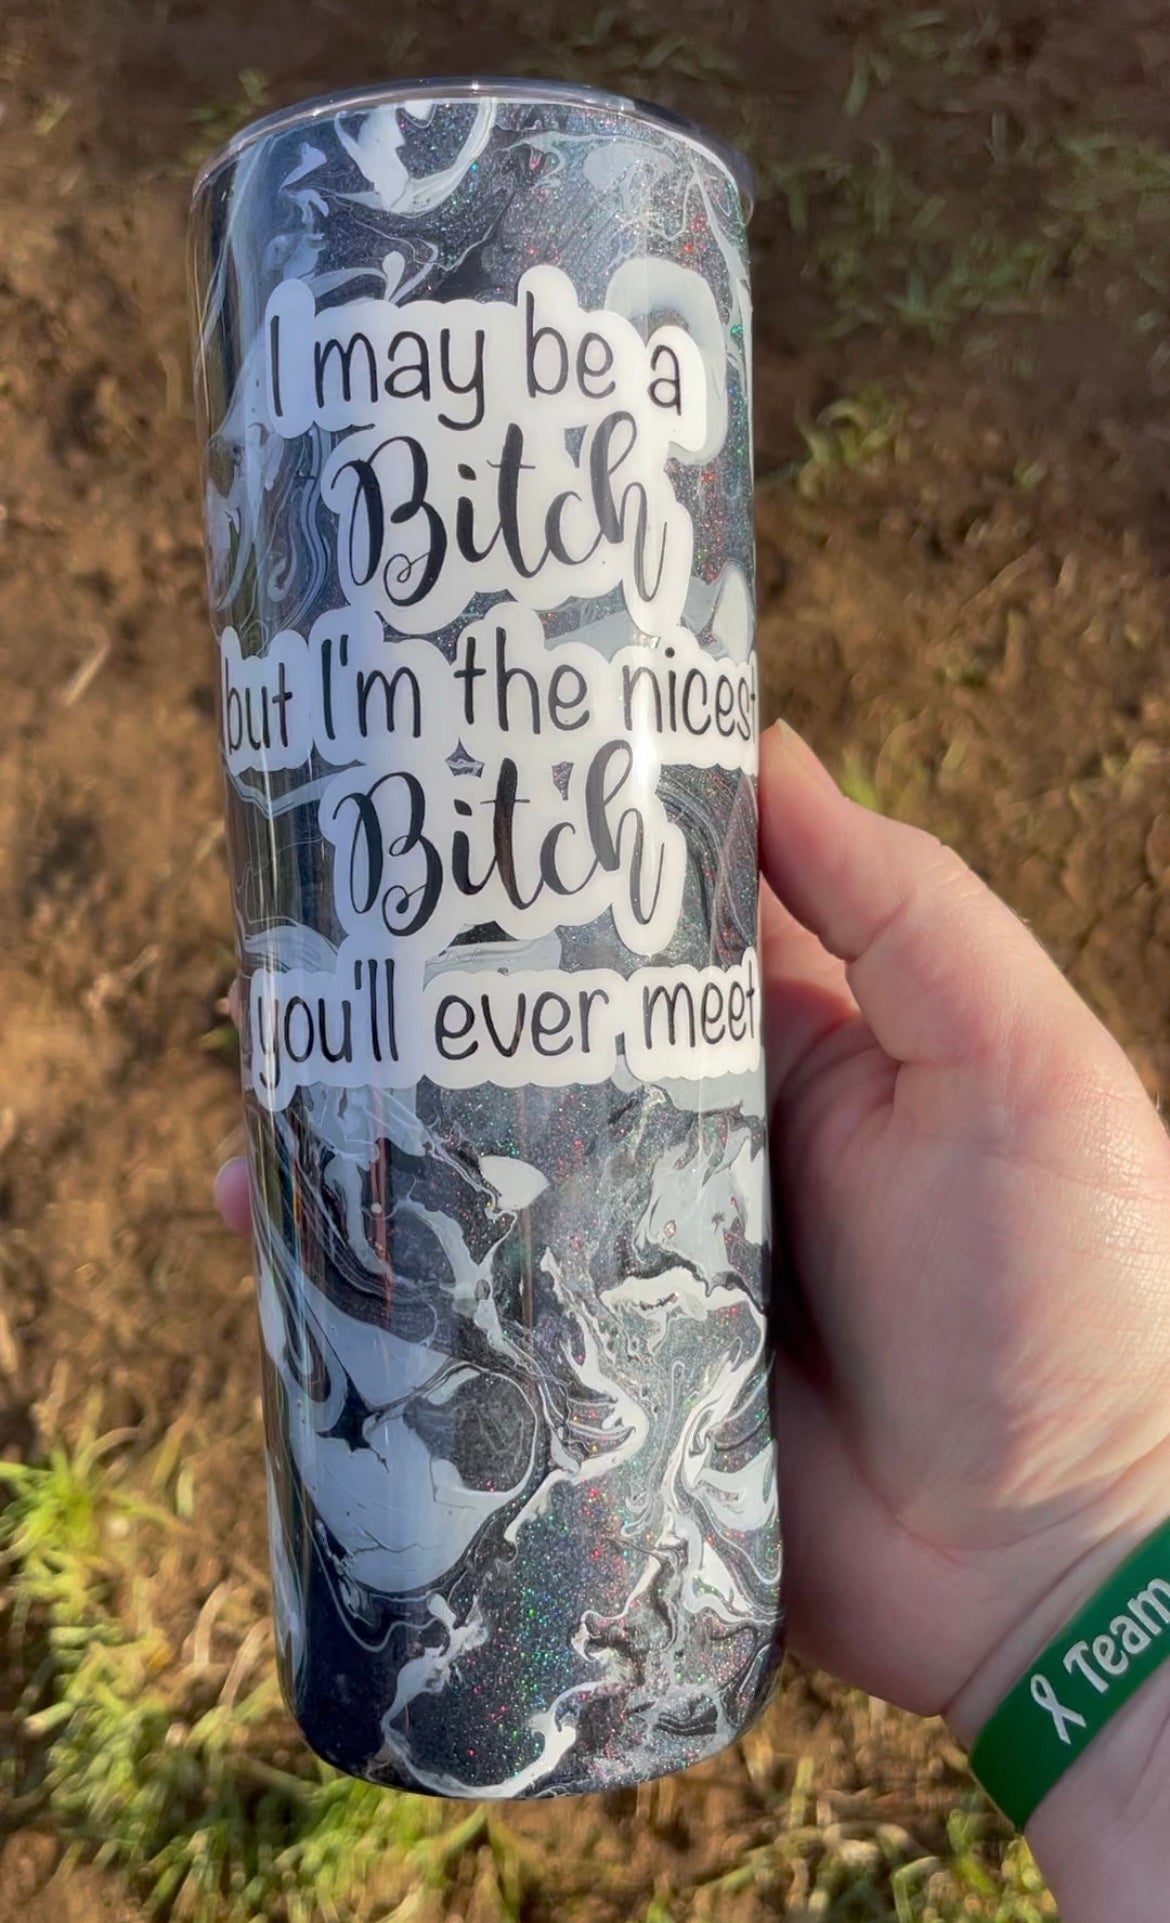 I may be a
Bitch
but I'm the nicest
Bitch
you'll ever meet
Team